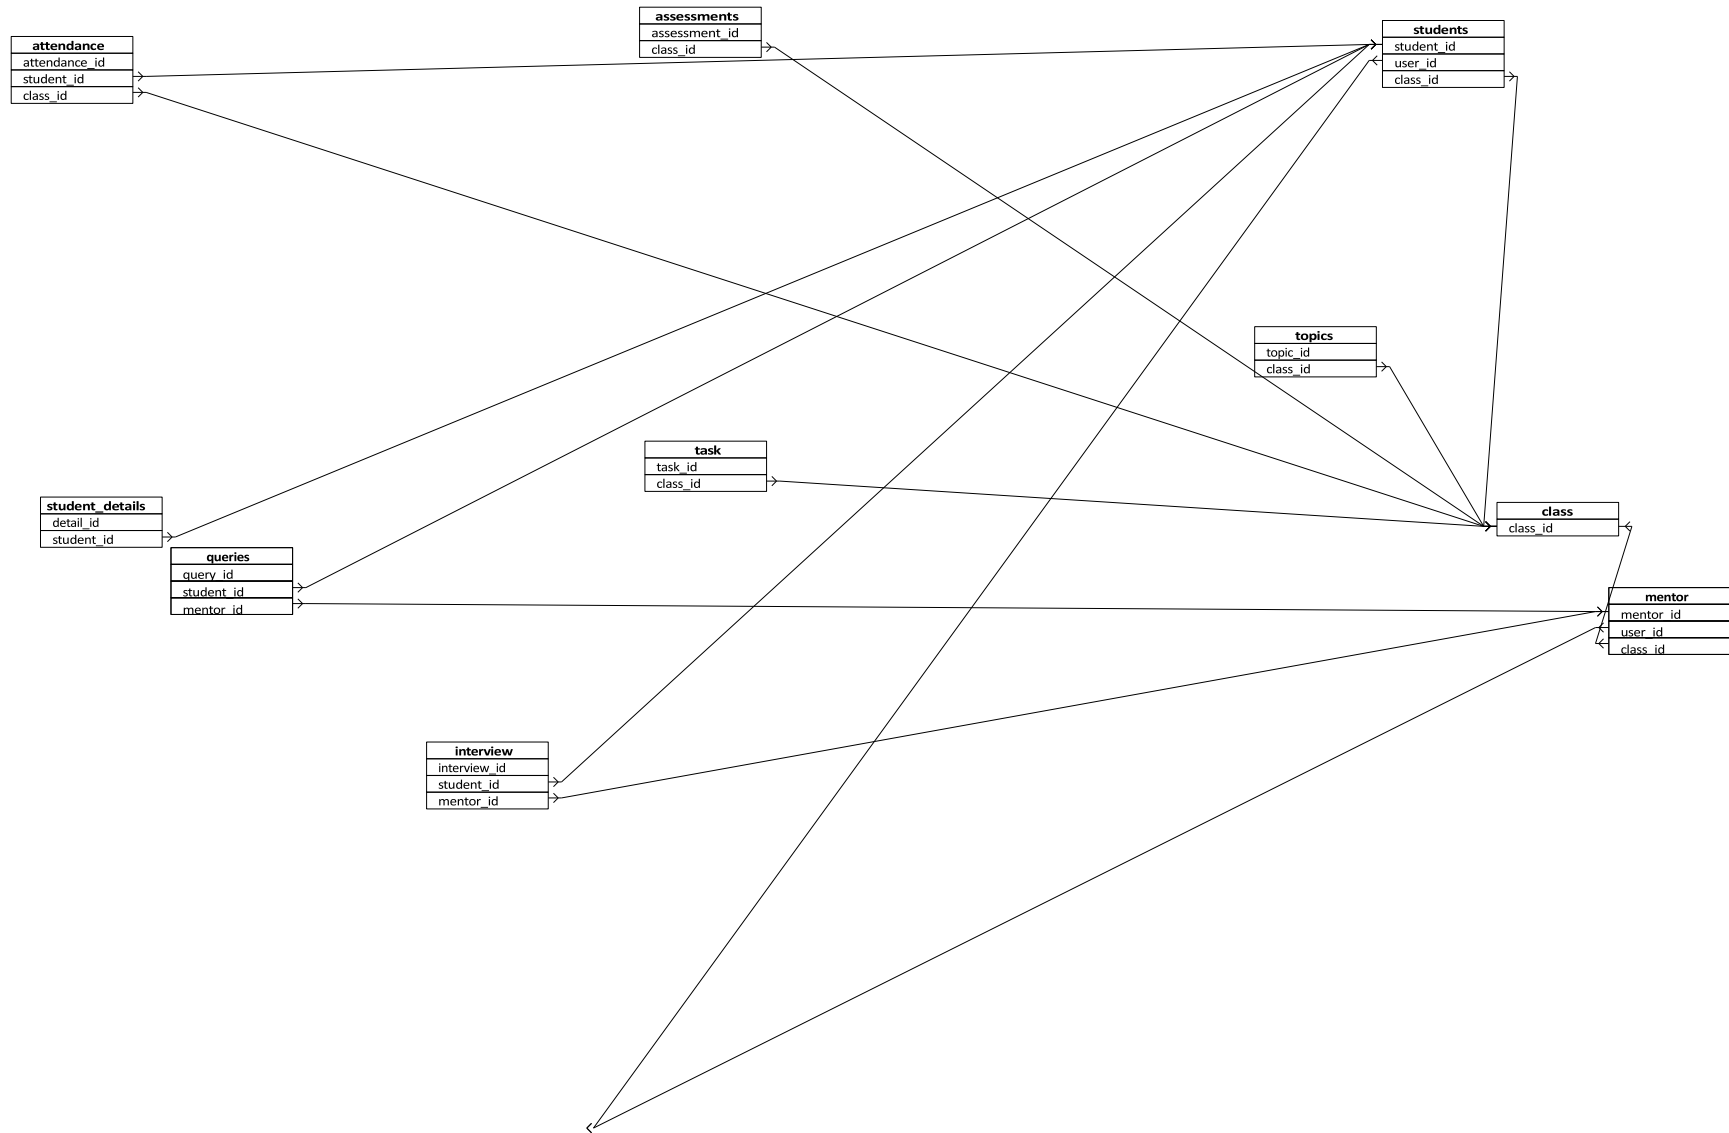 assessments
assessment_id
class_id
students
student_id
user_id
class_id
attendance
attendance_id
student_id
class_id
topics
topic_id
class_id
task
task_id
class_id
student_details
detail_id
student_id
class
class_id
queries
query_id
student_id
mentor_id
mentor
mentor_id
user_id
class_id
interview
interview_id
student_id
mentor_id